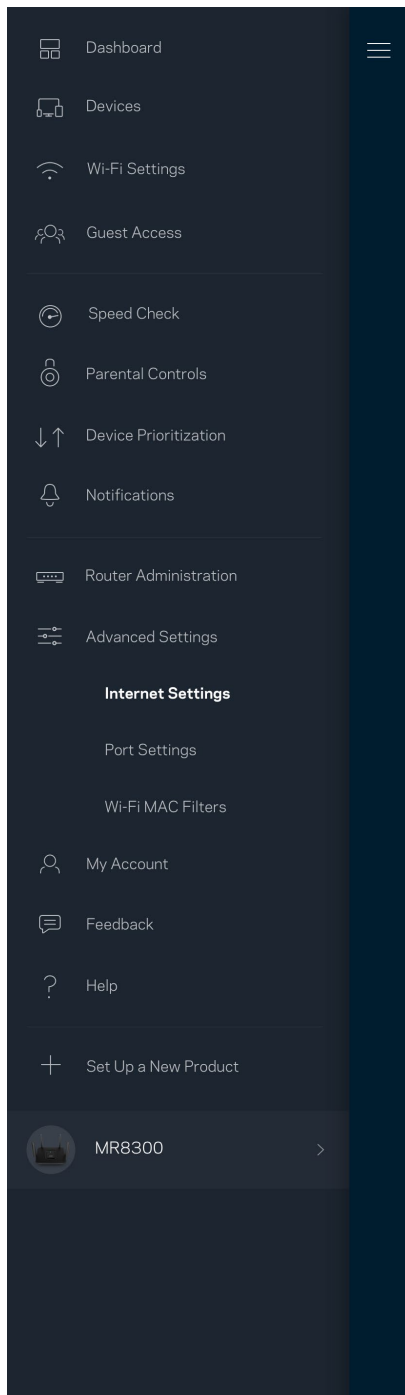 Dashboard
Devices
Wi-Fi Settings
Guest Access
Speed Check
Parental Controls
Device Prioritization
Notifications
Router Administration
Advanced Settings
Internet Settings
Port Settings
Wi-Fi MAC Filters
My Account
Feedback
Help
Set Up a New Product
MR8300